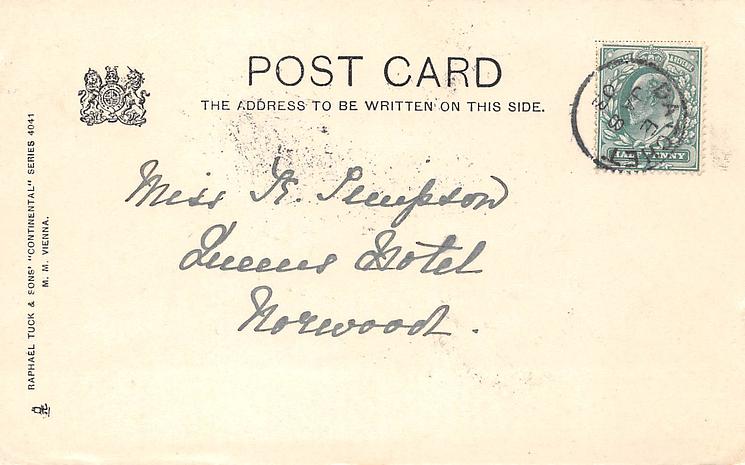 POST CARD
THE ADDRESS TO BE WRITTEN ON THIS SIDE.
HALFPENNY
Miss K. Simpson
Queens Hotel
Norwood.
RAPHAEL TUCK & SONS' "CONTINENTAL" SERIES 4041
M. M. VIENNA.